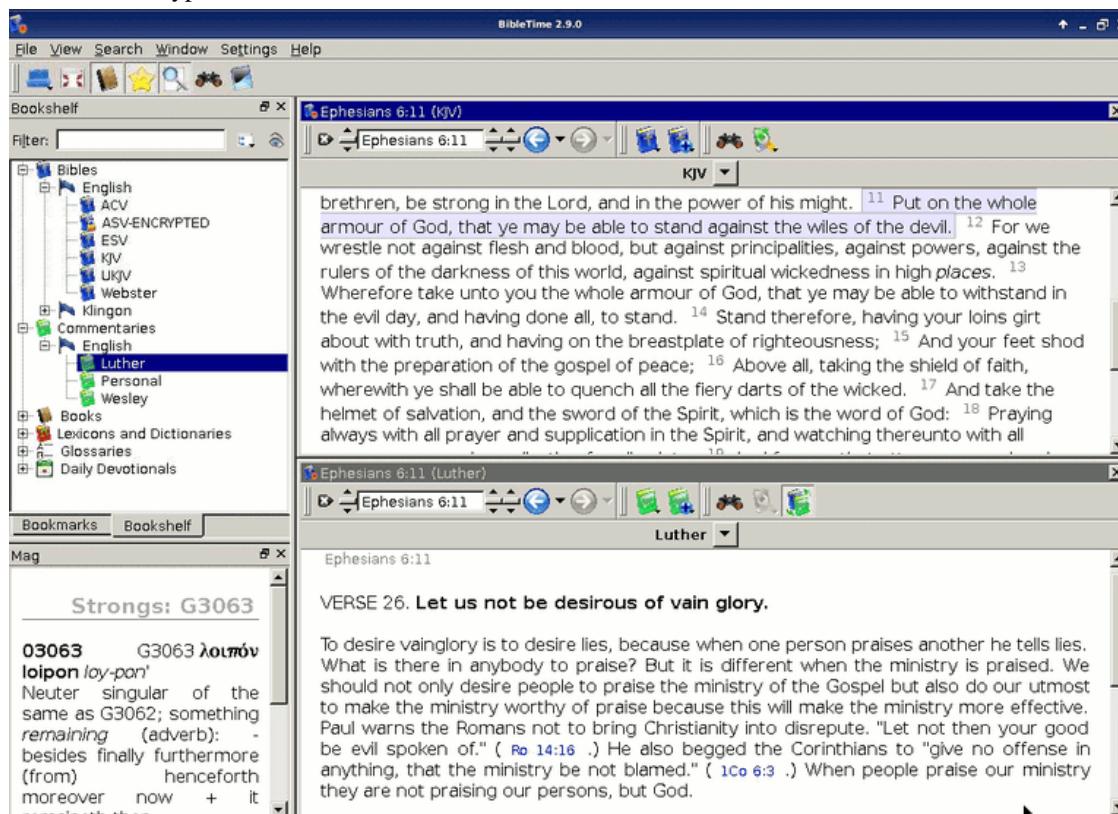 BibleTime 2.9.0
File View Search Window Settings Help
Bookshelf
Filter:
Bibles
English
ACV
ASV-ENCRYPTED
ESV
KJV
UKJV
Webster
Klingon
Commentaries
English
Luther
Personal
Wesley
Books
Lexicons and Dictionaries
Glossaries
Daily Devotionals
Bookmarks Bookshelf
Mag
Strongs: G3063
03063 G3063 λοιπόν
loipon loy-pon'
Neuter singular of the
same as G3062; something
remaining (adverb): -
besides finally furthermore
(from) henceforth
moreover now + it
Ephesians 6:11 (KJV)
Ephesians 6:11
KJV
brethren, be strong in the Lord, and in the power of his might. 11 Put on the whole
armour of God, that ye may be able to stand against the wiles of the devil. 12 For we
wrestle not against flesh and blood, but against principalities, against powers, against the
rulers of the darkness of this world, against spiritual wickedness in high places. 13
Wherefore take unto you the whole armour of God, that ye may be able to withstand in
the evil day, and having done all, to stand. 14 Stand therefore, having your loins girt
about with truth, and having on the breastplate of righteousness; 15 And your feet shod
with the preparation of the gospel of peace; 16 Above all, taking the shield of faith,
wherewith ye shall be able to quench all the fiery darts of the wicked. 17 And take the
helmet of salvation, and the sword of the Spirit, which is the word of God: 18 Praying
always with all prayer and supplication in the Spirit, and watching thereunto with all
Ephesians 6:11 (Luther)
Ephesians 6:11
Luther
Ephesians 6:11
VERSE 26. Let us not be desirous of vain glory.
To desire vainglory is to desire lies, because when one person praises another he tells lies.
What is there in anybody to praise? But it is different when the ministry is praised. We
should not only desire people to praise the ministry of the Gospel but also do our utmost
to make the ministry worthy of praise because this will make the ministry more effective.
Paul warns the Romans not to bring Christianity into disrepute. "Let not then your good
be evil spoken of." ( Ro 14:16 .) He also begged the Corinthians to "give no offense in
anything, that the ministry be not blamed." ( 1Co 6:3 .) When people praise our ministry
they are not praising our persons, but God.